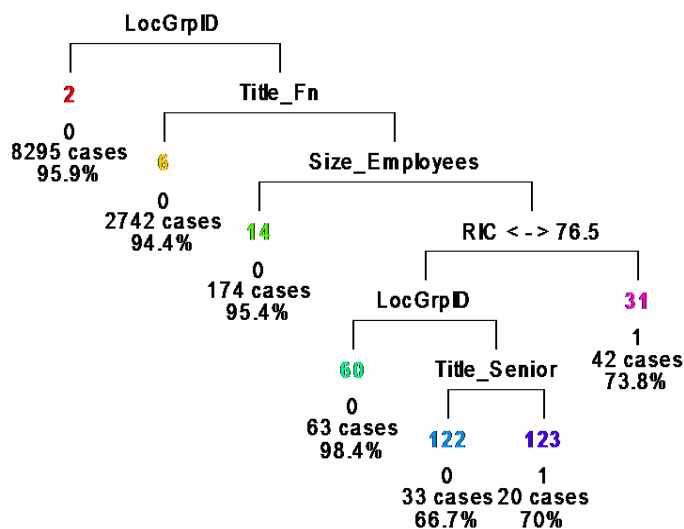 LocGrpID
2
0
8295 cases
95.9%
Title_Fn
6
0
2742 cases
94.4%
Size_Employees
14
0
174 cases
95.4%
RIC < - > 76.5
LocGrpID
31
1
42 cases
73.8%
60
0
63 cases
98.4%
Title_Senior
122
0
33 cases
66.7%
123
1
20 cases
70%